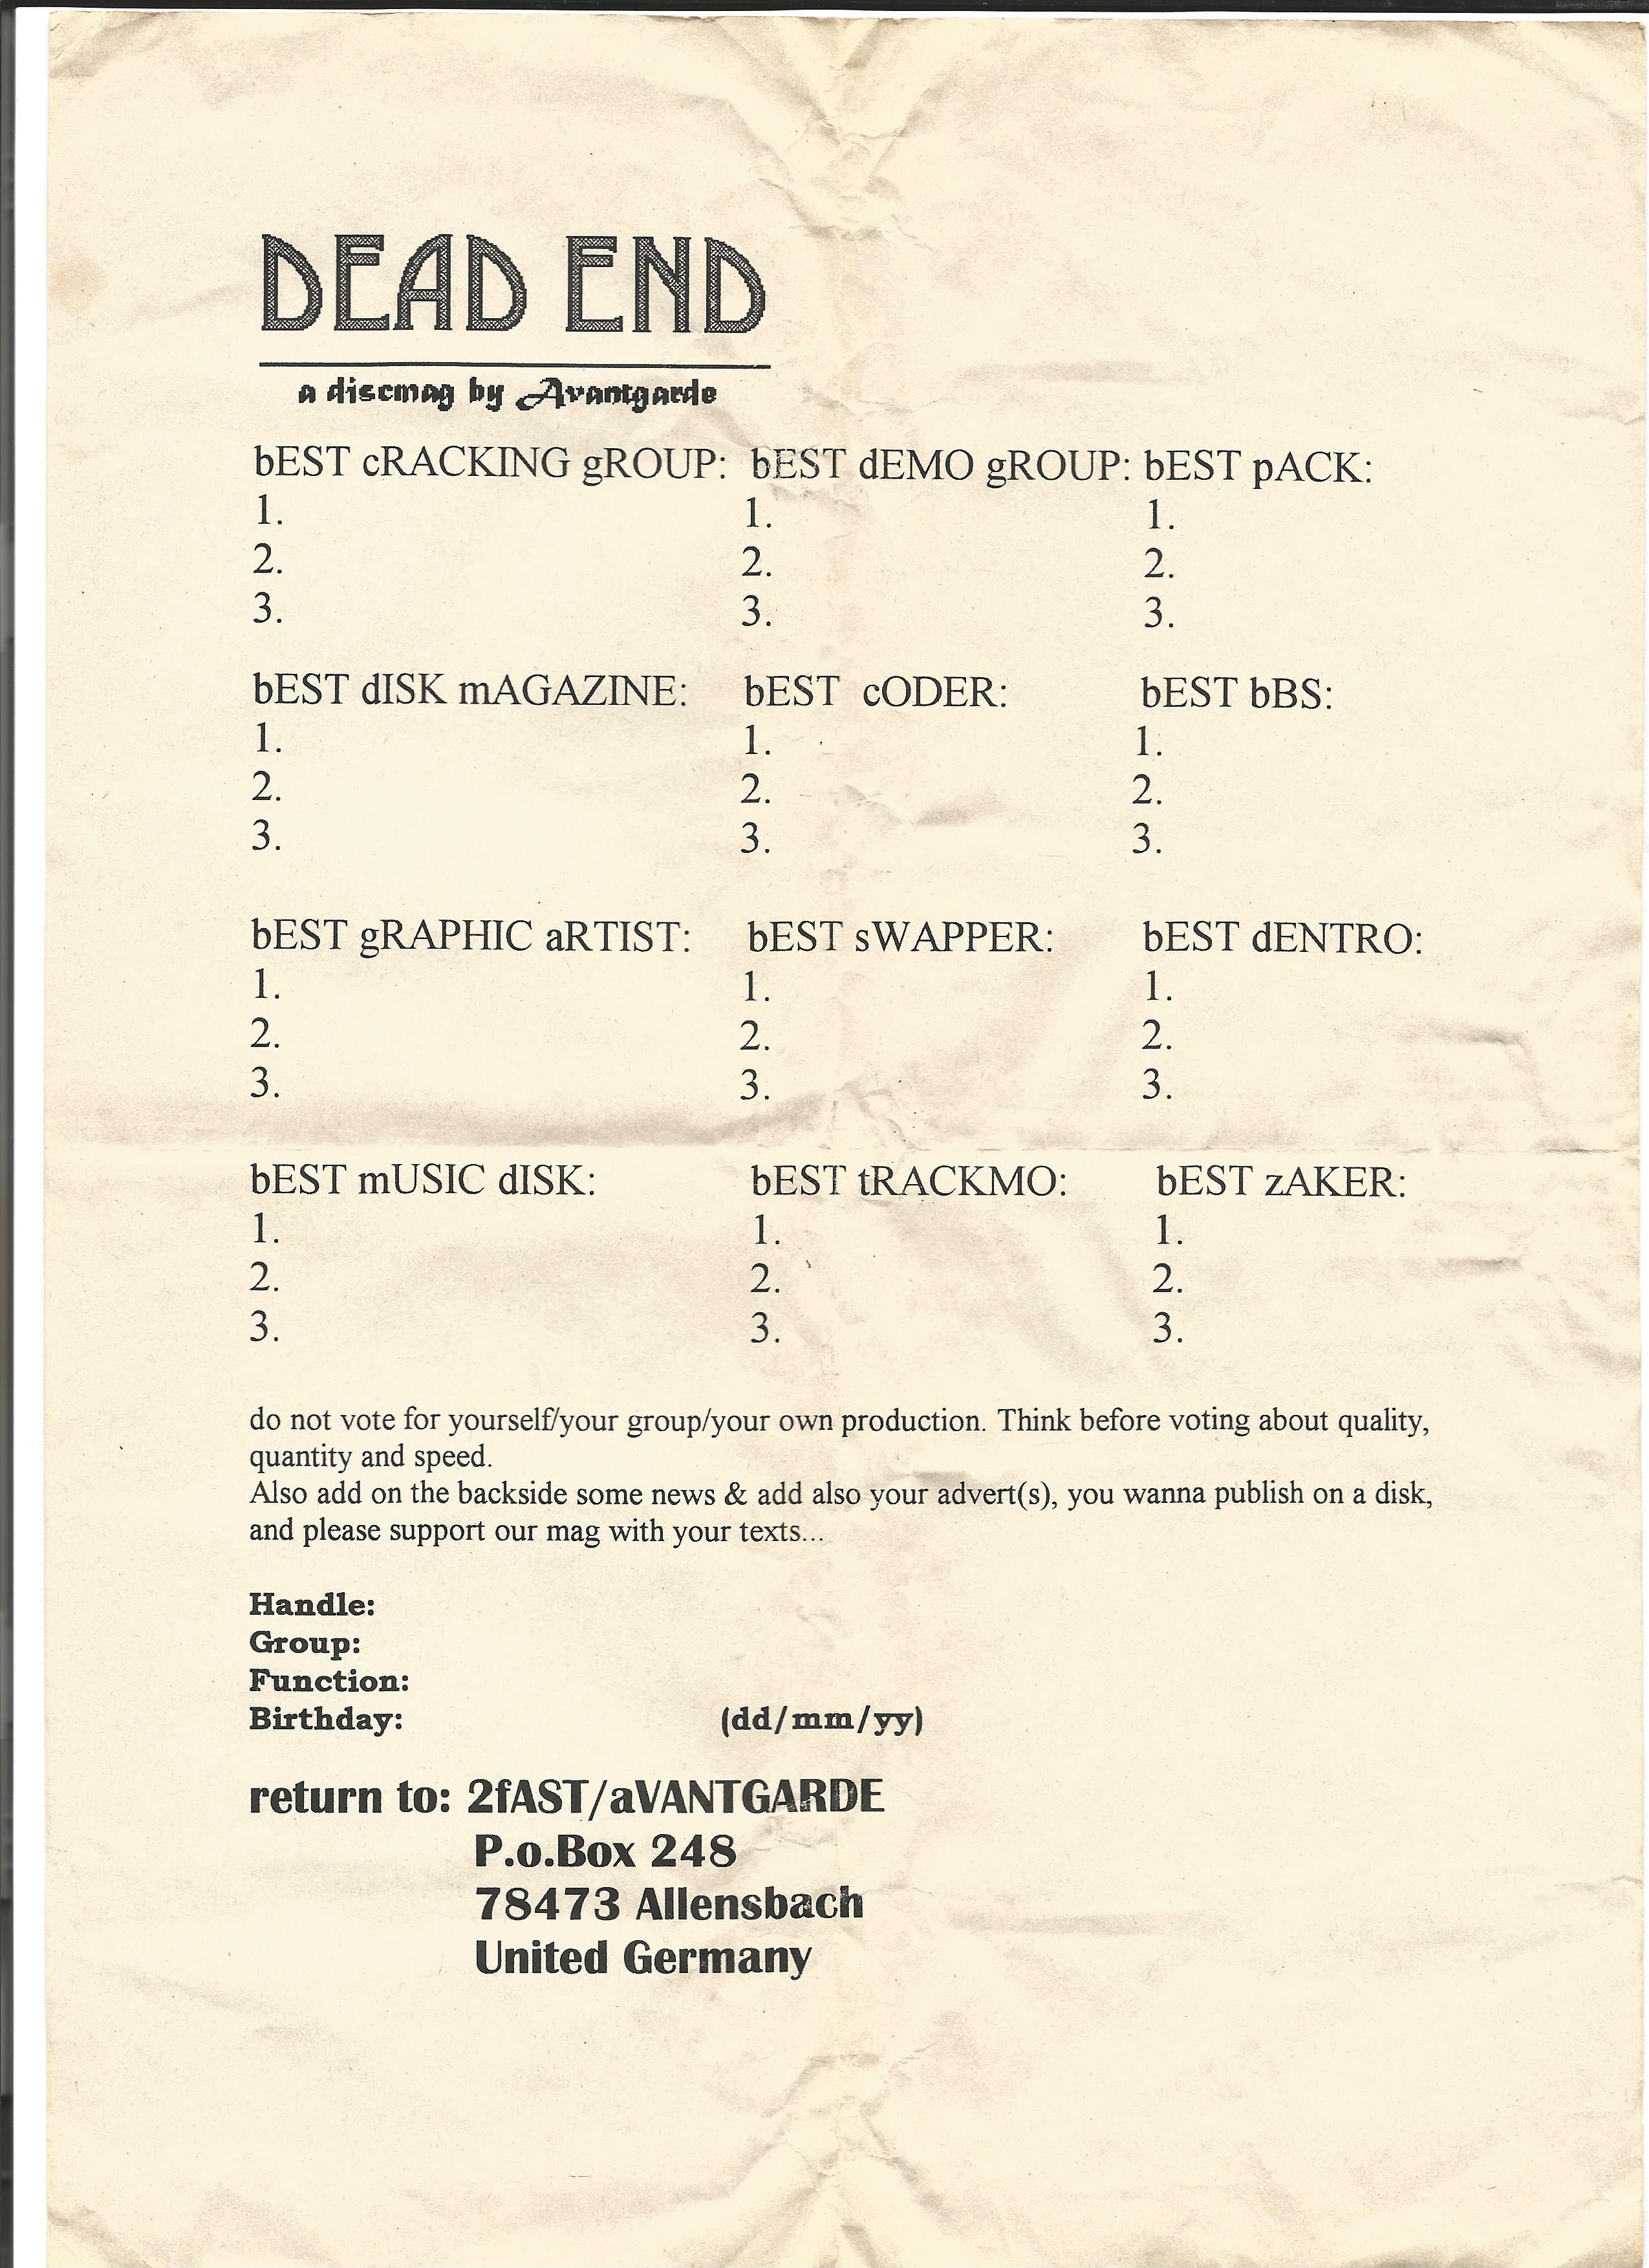 DEAD END
a discmag by Avantgarde
bEST cRACKING gROUP: bEST dEMO gROUP: bEST pACK:
1. 1. 1.
2. 2. 2.
3. 3. 3.
bEST dISK mAGAZINE: bEST cODER: bEST bBS:
1. 1. 1.
2. 2. 2.
3. 3. 3.
bEST gRAPHIC aRTIST: bEST sWAPPER: bEST dENTRO:
1. 1. 1.
2. 2. 2.
3. 3. 3.
bEST mUSIC dISK: bEST tRACKMO: bEST zAKER:
1. 1. 1.
2. 2. 2.
3. 3. 3.
do not vote for yourself/your group/your own production. Think before voting about quality,
quantity and speed.
Also add on the backside some news & add also your advert(s), you wanna publish on a disk,
and please support our mag with your texts...
Handle:
Group:
Function:
Birthday: (dd/mm/yy)
return to: 2fAST/aVANTGARDE
P.o.Box 248
78473 Allensbach
United Germany